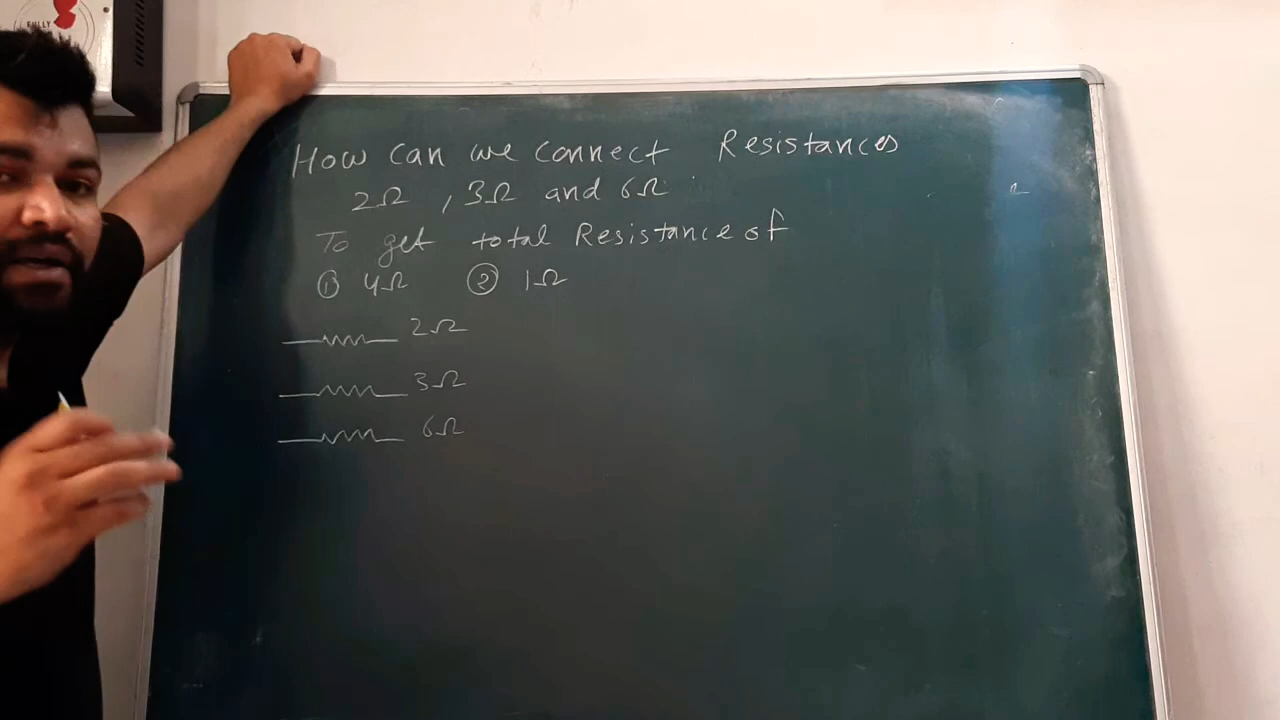 FULLY
How can we connect Resistances
2Ω , 3Ω and 6Ω
To get total Resistance of
① 4Ω ② 1Ω
2Ω
3Ω
6Ω